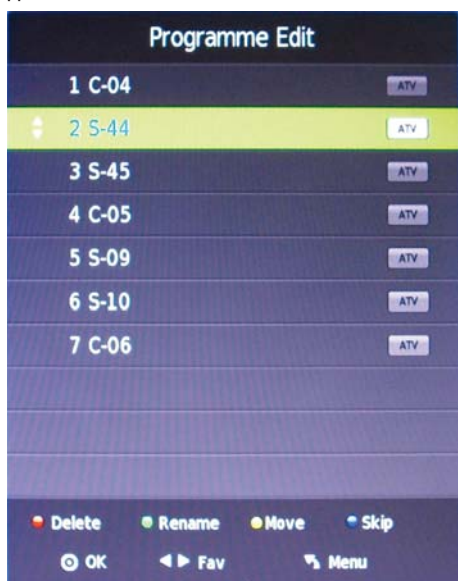 Programme Edit
1 C-04 ATV
2 S-44 ATV
3 S-45 ATV
4 C-05 ATV
5 S-09 ATV
6 S-10 ATV
7 C-06 ATV
Delete Rename Move Skip
OK Fav Menu